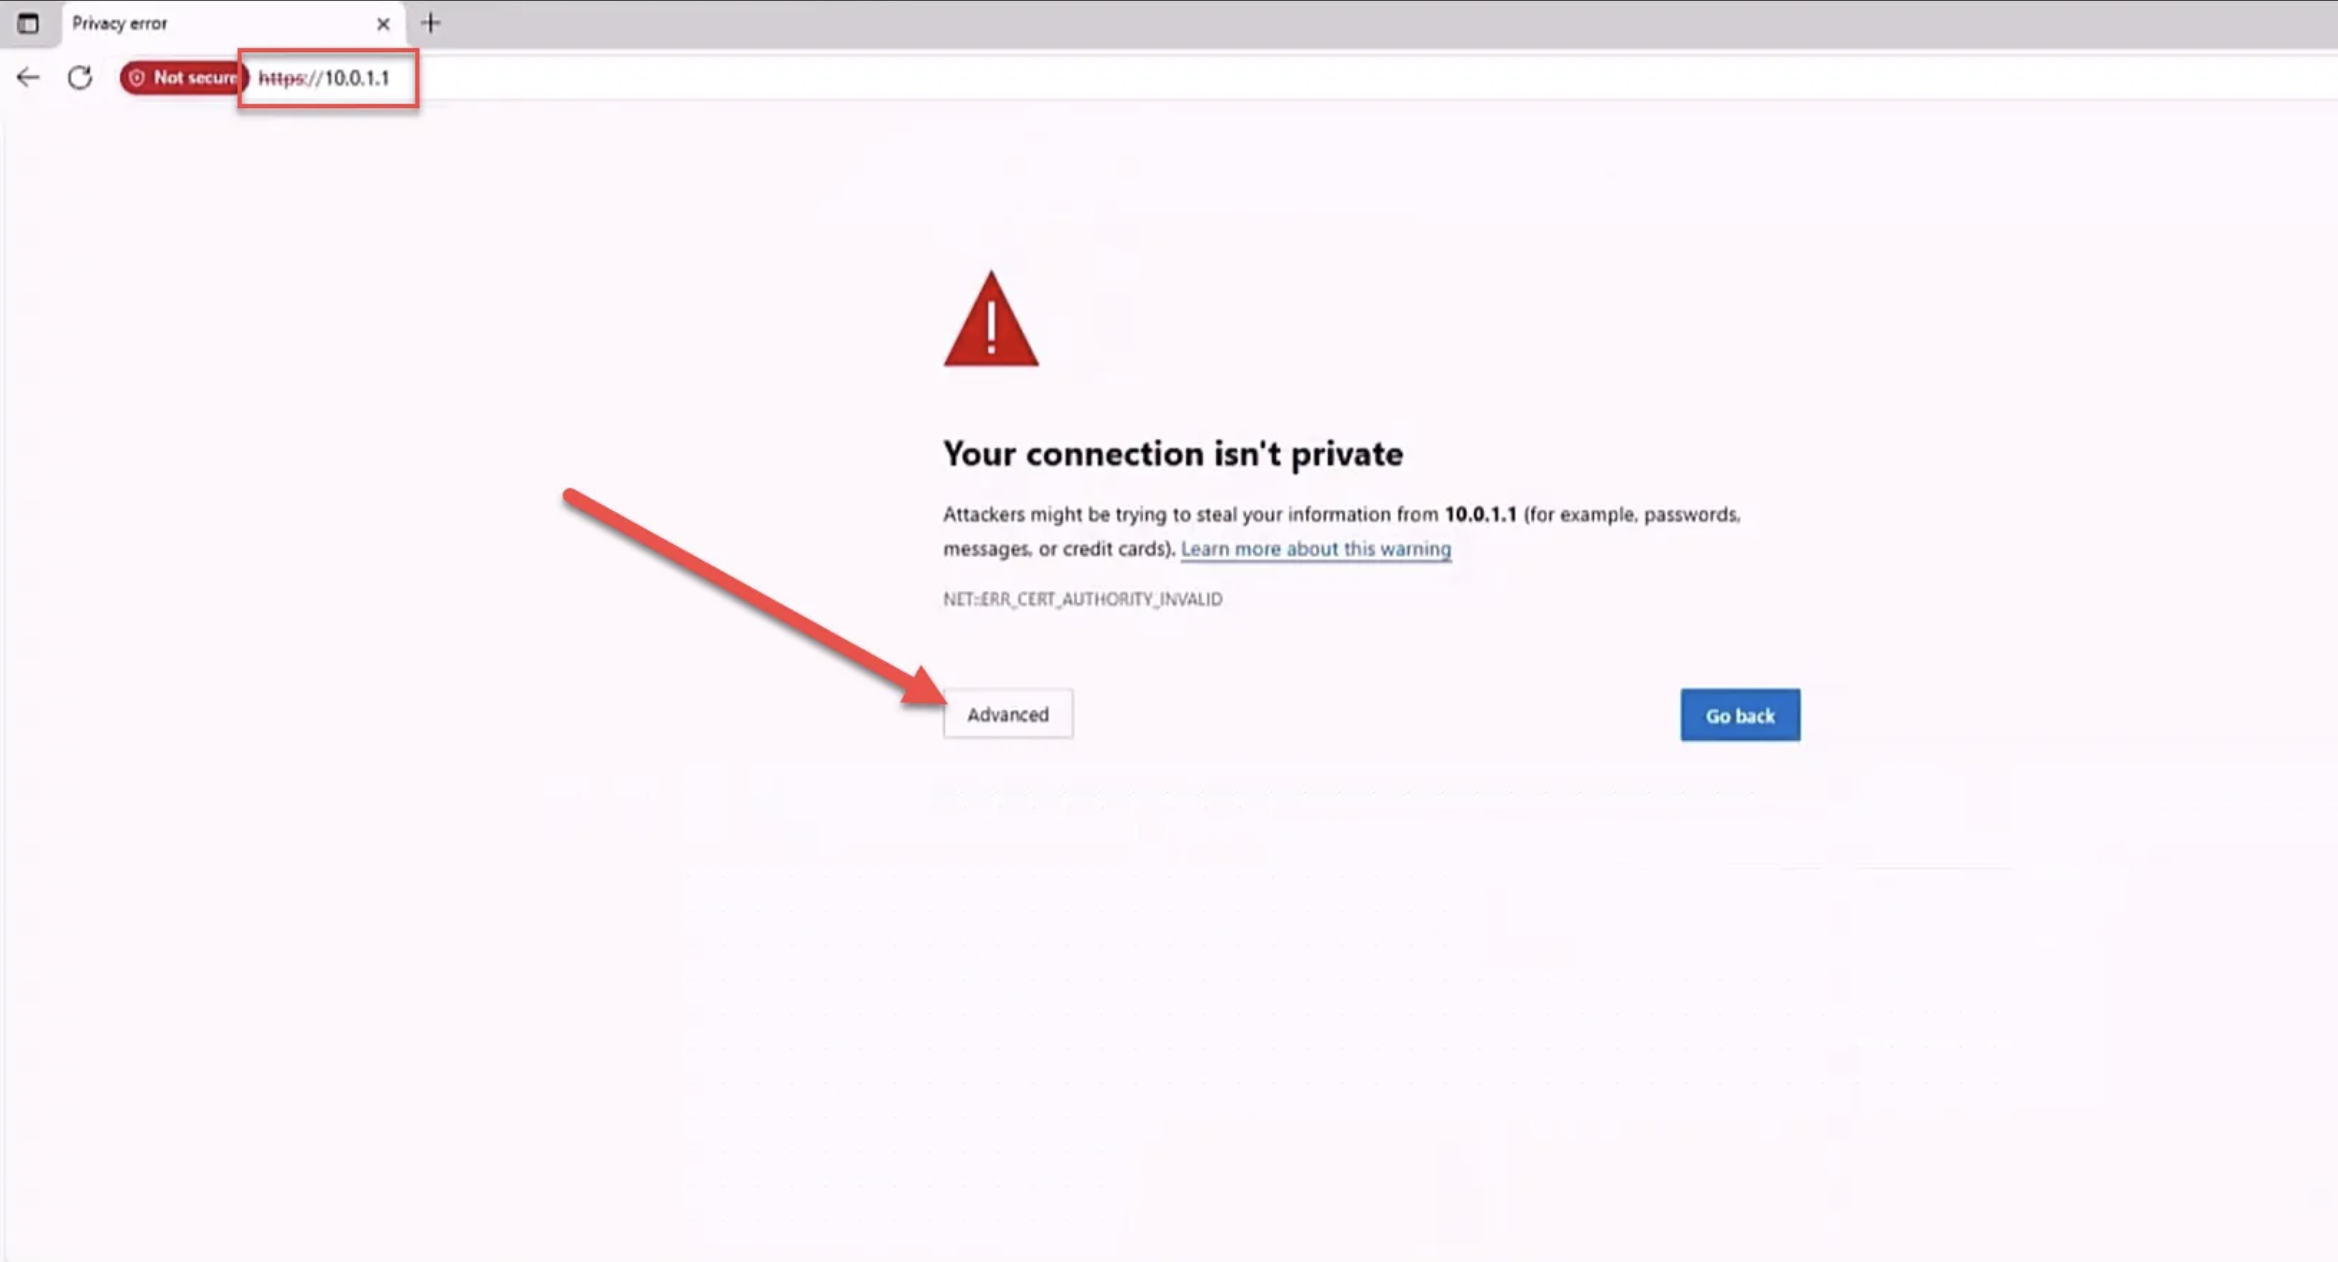 Privacy error
Not secure https://10.0.1.1
Your connection isn't private
Attackers might be trying to steal your information from 10.0.1.1 (for example, passwords,
messages, or credit cards). Learn more about this warning
NET::ERR_CERT_AUTHORITY_INVALID
Advanced
Go back